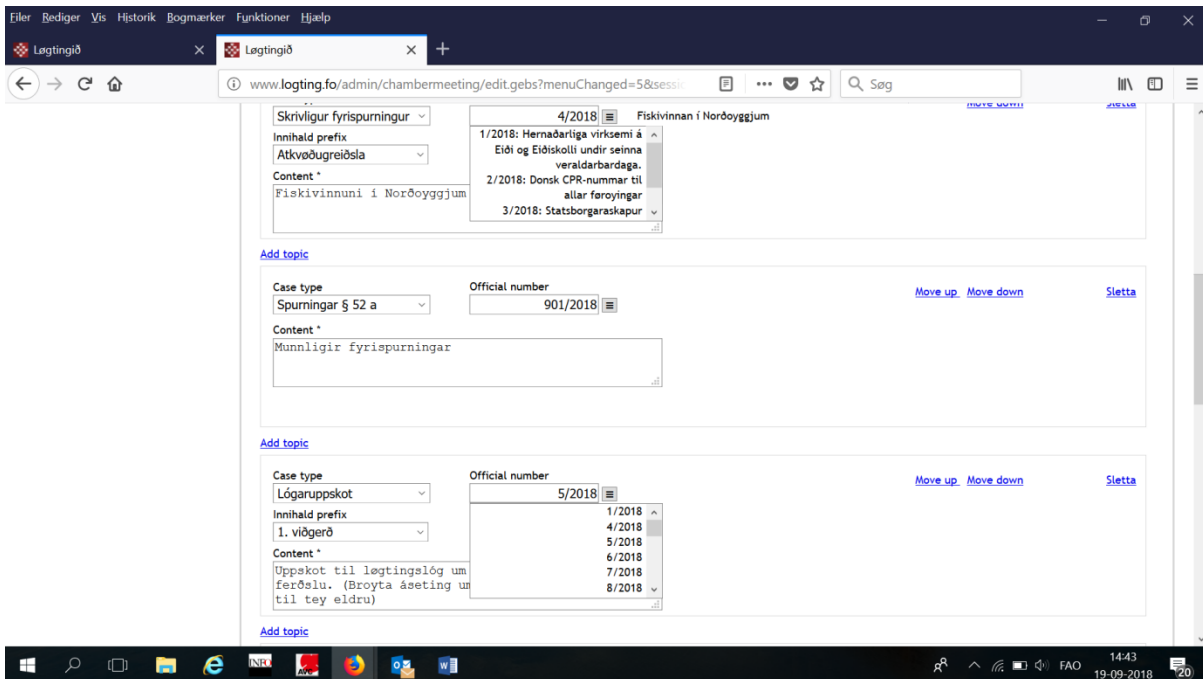 Filer Rediger Vis Historik Bogmærker Funktioner Hjælp
Løgtingið
Løgtingið
www.logting.fo/admin/chambermeeting/edit.gebs?menuChanged=5&sessi
Søg
Move down
Sletta
Skrivligur fyrispurningur
4/2018
Fiskivinnan í Norðoyggjum
Innihald prefix
Atkvøðugreiðsla
1/2018: Hernaðarliga virksemi á
Eiði og Eiðiskolli undir seinna
veraldarbardaga.
2/2018: Donsk CPR-nummar til
allar føroyingar
3/2018: Statsborgaraskapur
Content *
Fiskivinnuni í Norðoyggjum
Add topic
Case type
Official number
Spurningar § 52 a
901/2018
Move up Move down
Sletta
Content *
Munnligir fyrispurningar
Add topic
Case type
Official number
Lógaruppskot
5/2018
Move up Move down
Sletta
Innihald prefix
1. viðgerð
1/2018
4/2018
5/2018
6/2018
7/2018
8/2018
Content *
Uppskot til løgtingslóg um
ferðslu. (Broyta áseting um
til tey eldru)
Add topic
INFO
FAO
14:43
19-09-2018
20